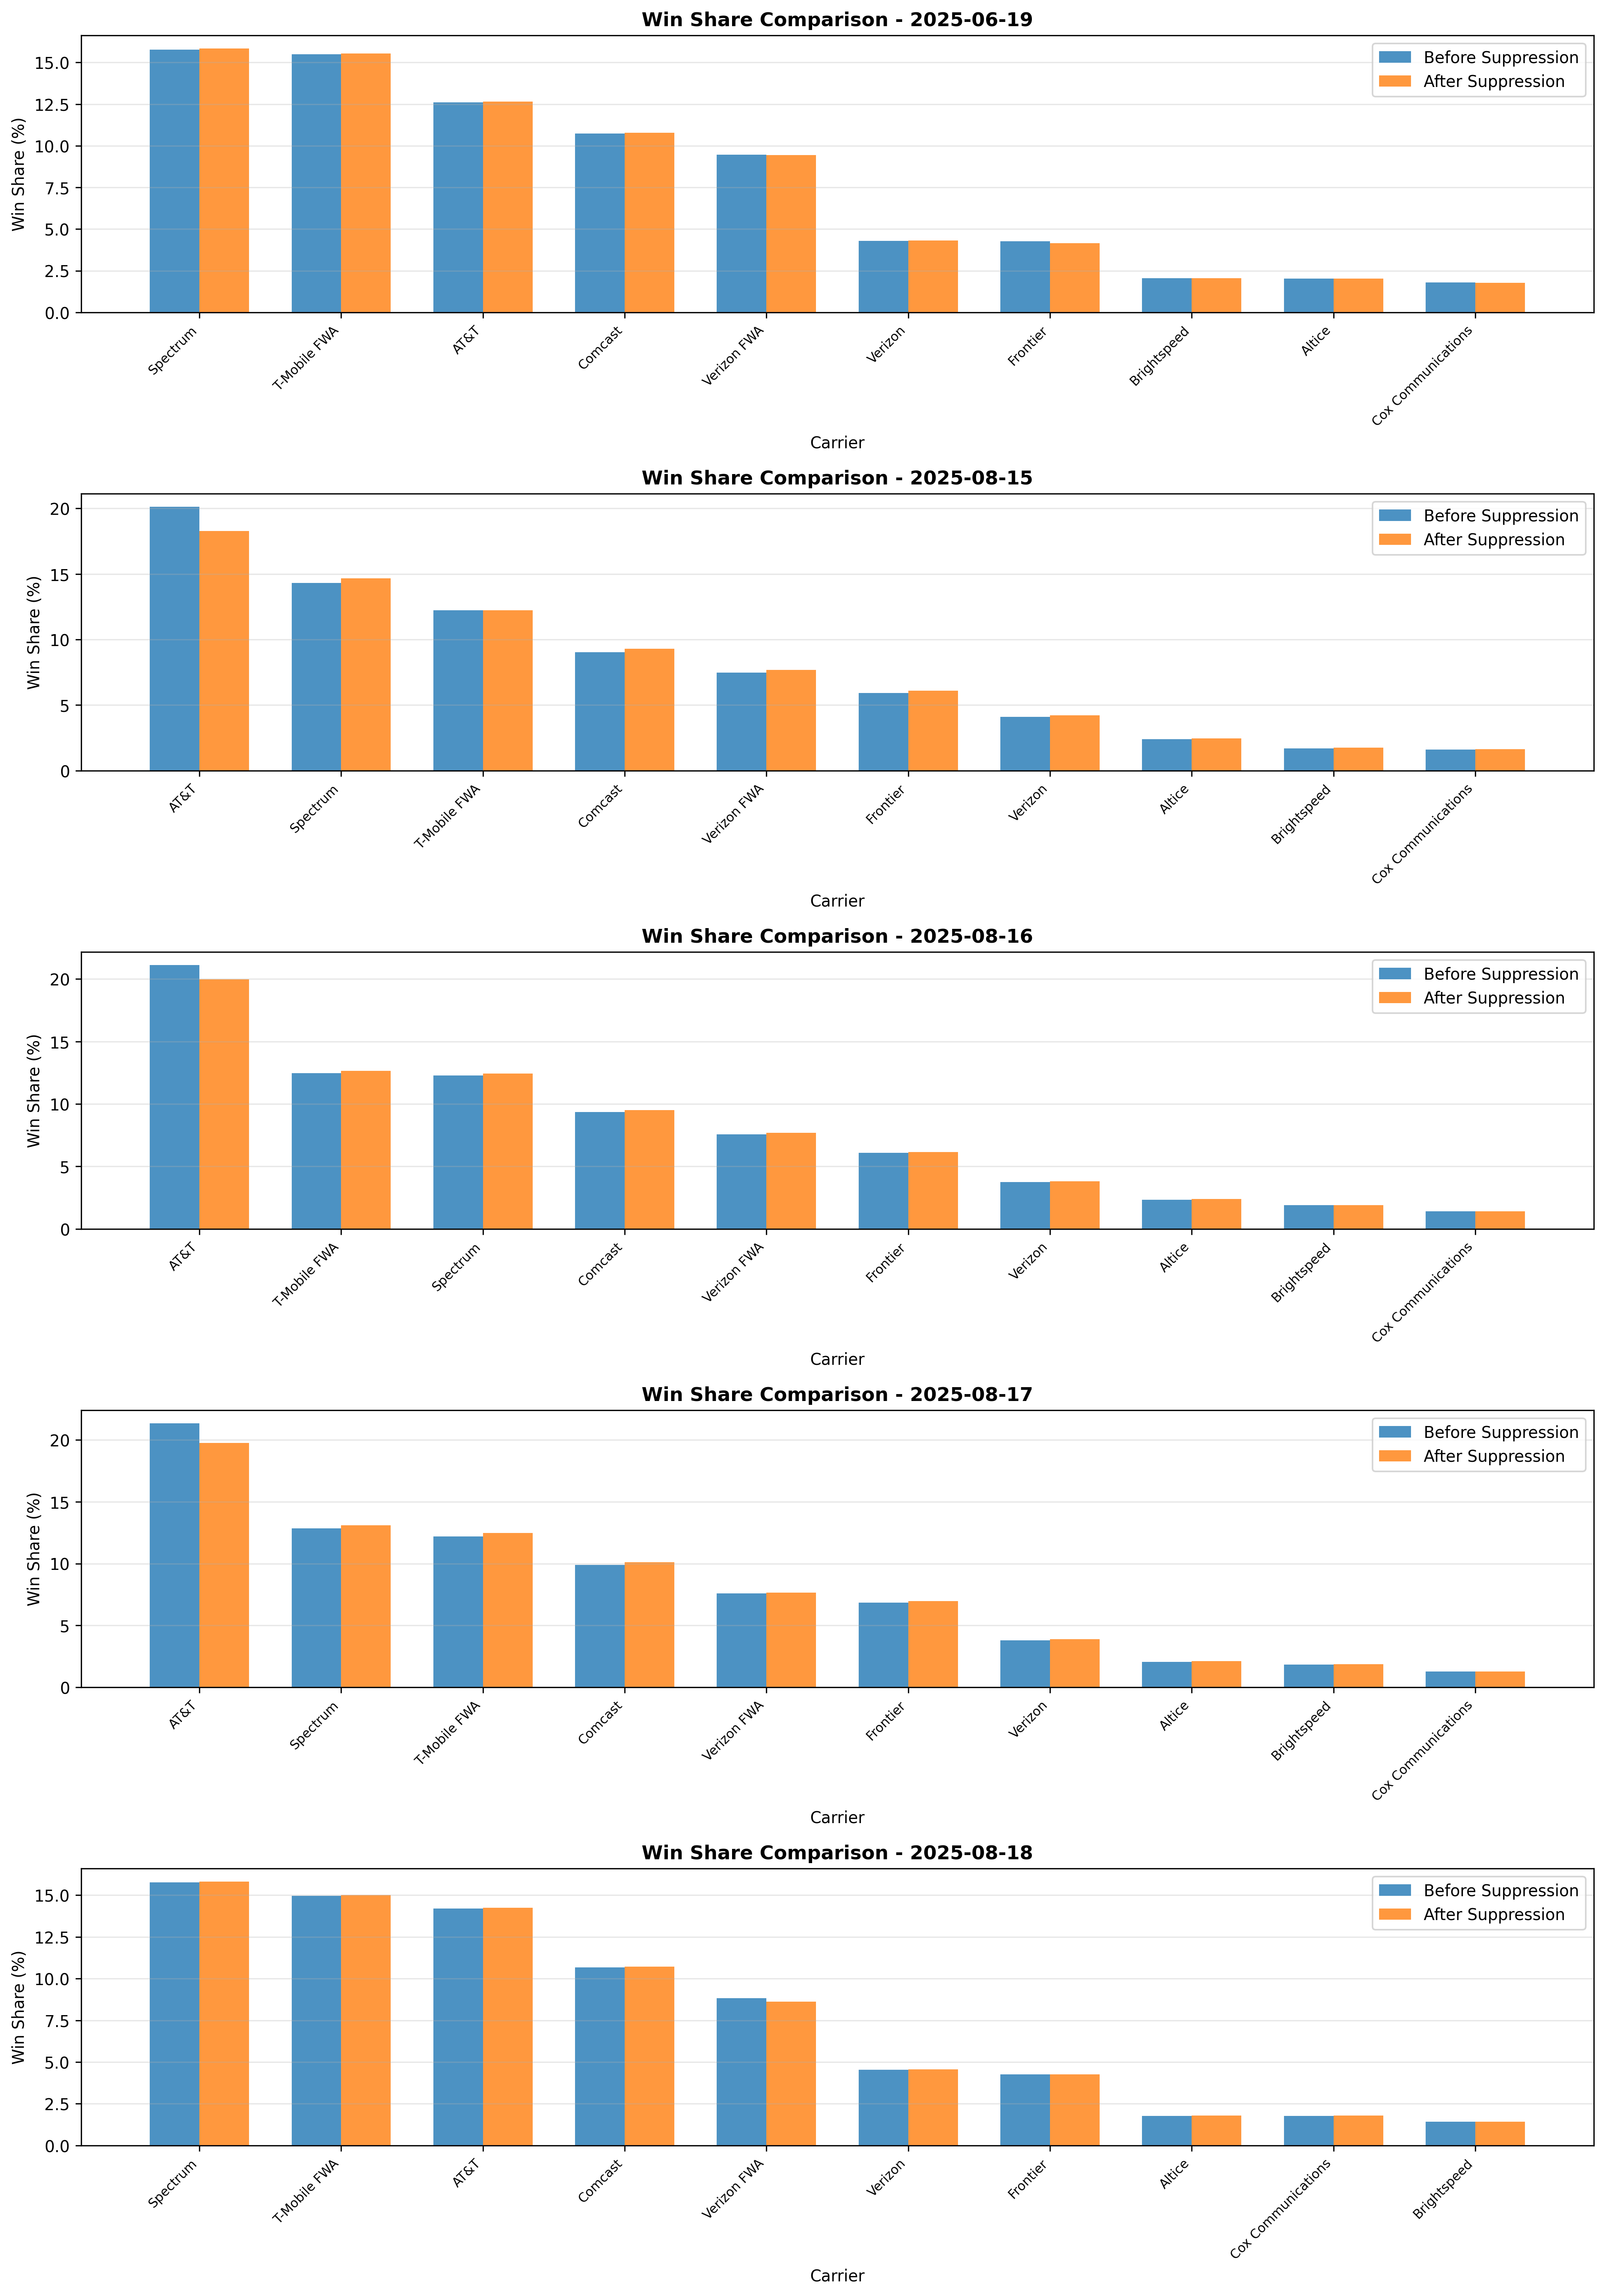 Win Share Comparison - 2025-06-19
Before Suppression
After Suppression
Win Share (%)
15.0
12.5
10.0
7.5
5.0
2.5
0.0
Spectrum
T-Mobile FWA
AT&T
Comcast
Verizon FWA
Verizon
Frontier
Brightspeed
Altice
Cox Communications
Carrier
Win Share Comparison - 2025-08-15
Before Suppression
After Suppression
Win Share (%)
20
15
10
5
0
AT&T
Spectrum
T-Mobile FWA
Comcast
Verizon FWA
Frontier
Verizon
Altice
Brightspeed
Cox Communications
Carrier
Win Share Comparison - 2025-08-16
Before Suppression
After Suppression
Win Share (%)
20
15
10
5
0
AT&T
T-Mobile FWA
Spectrum
Comcast
Verizon FWA
Frontier
Verizon
Altice
Brightspeed
Cox Communications
Carrier
Win Share Comparison - 2025-08-17
Before Suppression
After Suppression
Win Share (%)
20
15
10
5
0
AT&T
Spectrum
T-Mobile FWA
Comcast
Verizon FWA
Frontier
Verizon
Altice
Brightspeed
Cox Communications
Carrier
Win Share Comparison - 2025-08-18
Before Suppression
After Suppression
Win Share (%)
15.0
12.5
10.0
7.5
5.0
2.5
0.0
Spectrum
T-Mobile FWA
AT&T
Comcast
Verizon FWA
Verizon
Frontier
Altice
Cox Communications
Brightspeed
Carrier